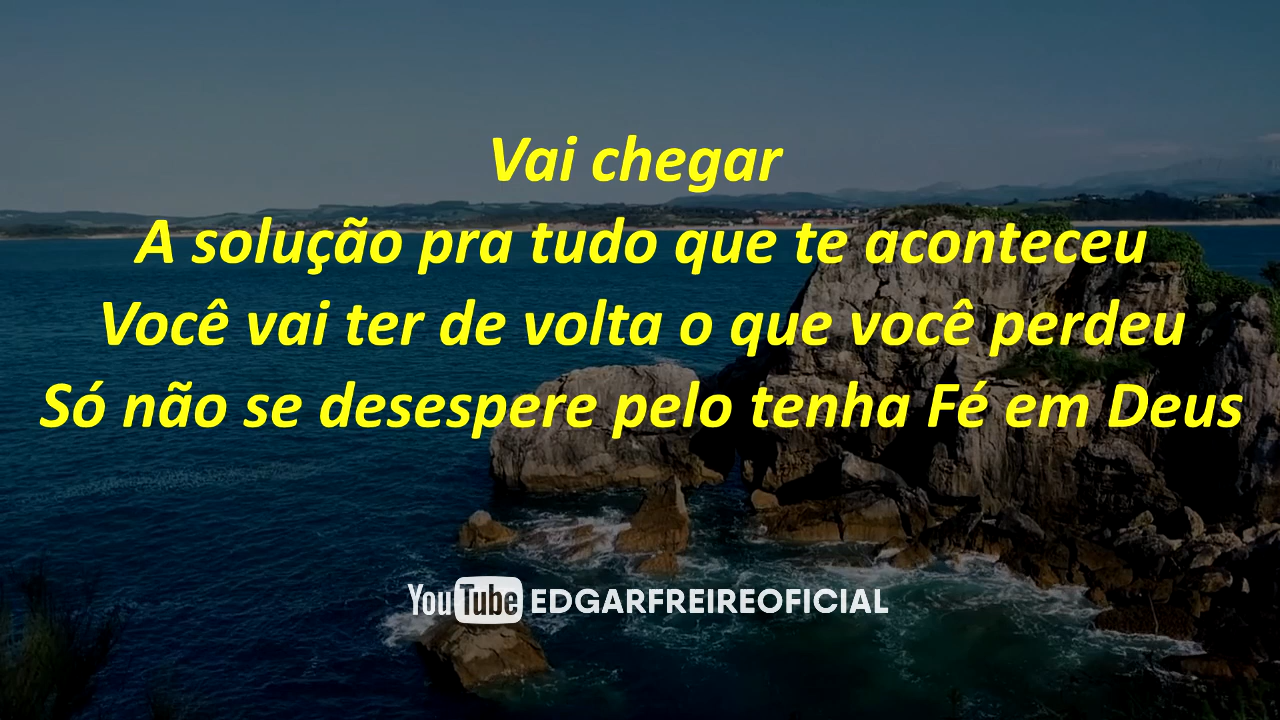 Vai chegar
A solução pra tudo que te aconteceu
Você vai ter de volta o que você perdeu
Só não se desespere pelo tenha Fé em Deus
YouTube EDGARFREIREOFICIAL